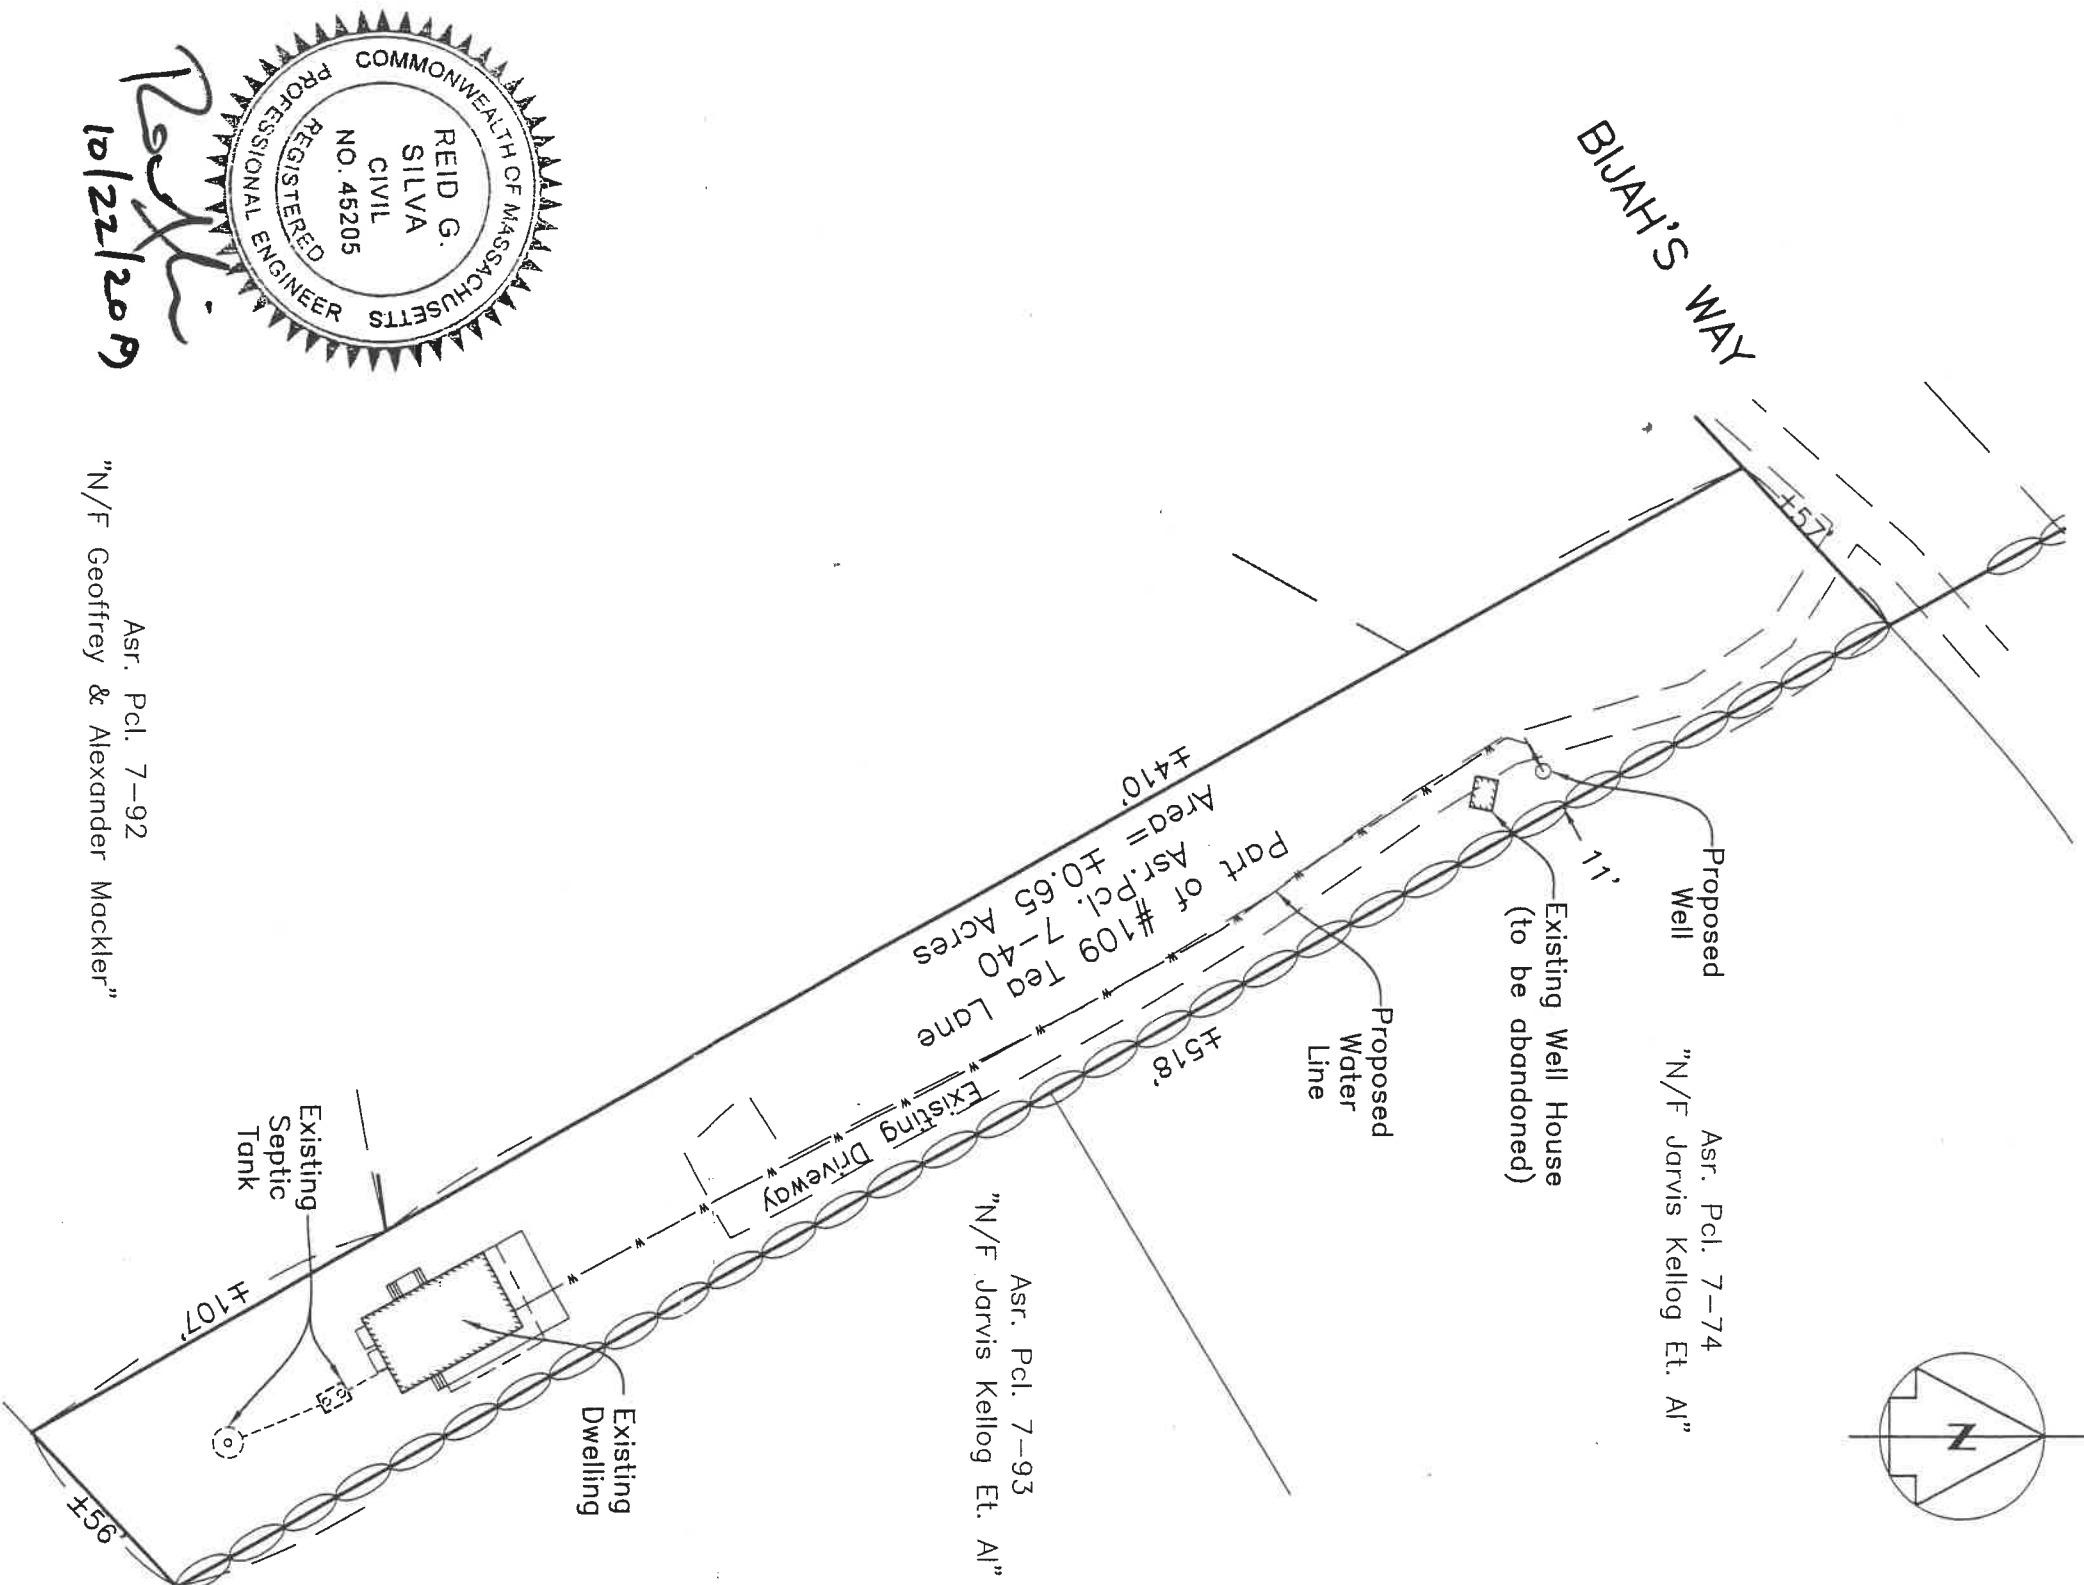 BIJAH'S WAY
±57'
Proposed
Well
Asr. Pcl. 7-74
"N/F Jarvis Kellog Et. Al"
N
11'
Existing Well House
(to be abandoned)
Proposed
Water
Line
±410'
Part of #109 Tea Lane
Asr.Pcl. 7-40
Area= ±0.65 Acres
±518'
Asr. Pcl. 7-93
"N/F Jarvis Kellog Et. Al"
Existing Driveway
W W W W W W W W W W W W W W W
Existing
Dwelling
Existing
Septic
Tank
±107'
±56'
Asr. Pcl. 7-92
"N/F Geoffrey & Alexander Mackler"
COMMONWEALTH OF MASSACHUSETTS
REID G.
SILVA
CIVIL
NO. 45205
REGISTERED
PROFESSIONAL ENGINEER
10/22/2019